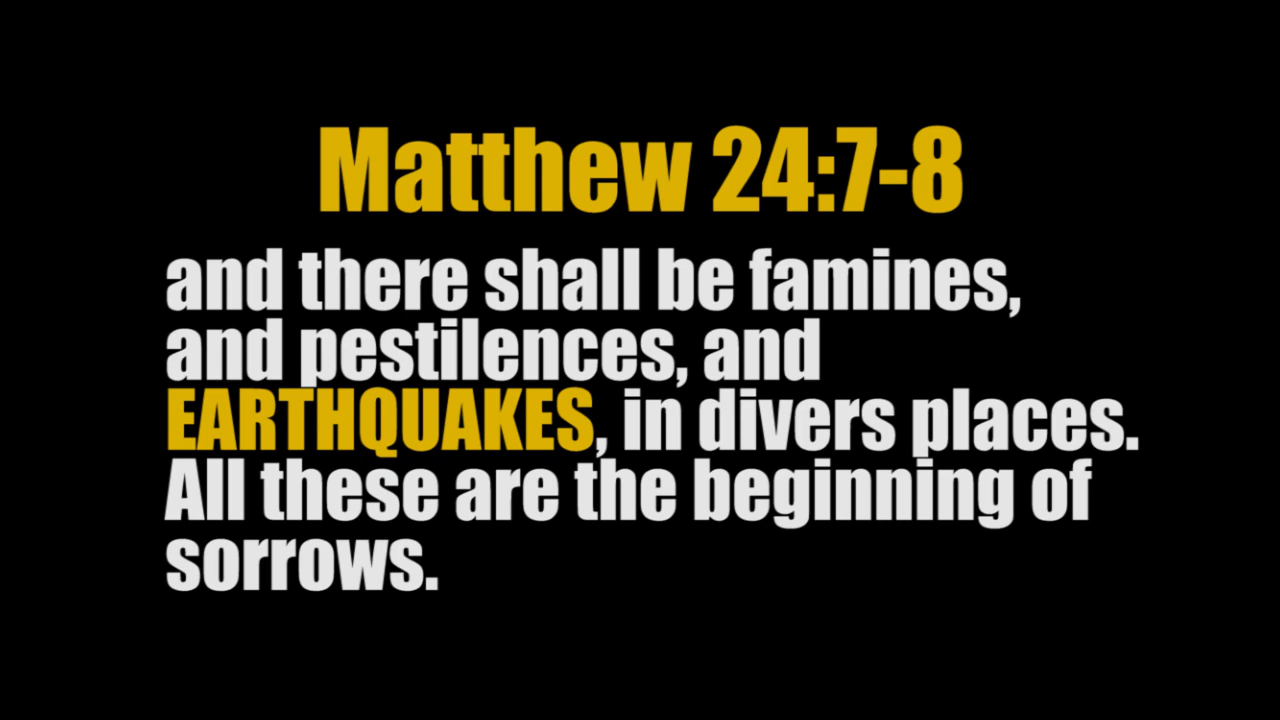 Matthew 24:7-8
and there shall be famines,
and pestilences, and
EARTHQUAKES, in divers places.
All these are the beginning of
sorrows.